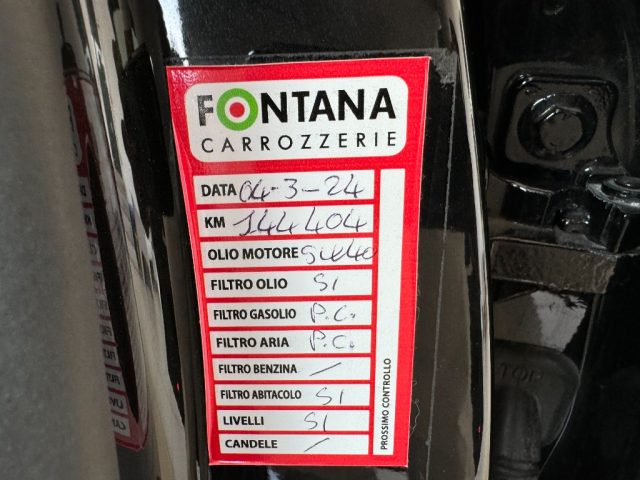 FONTANA
CARROZZERIE
DATA 04-3-24
KM 144404
OLIO MOTORE 5W40
FILTRO OLIO SI
FILTRO GASOLIO P.C.
FILTRO ARIA P.C.
FILTRO BENZINA /
FILTRO ABITACOLO SI
LIVELLI SI
CANDELE /
PROSSIMO CONTROLLO